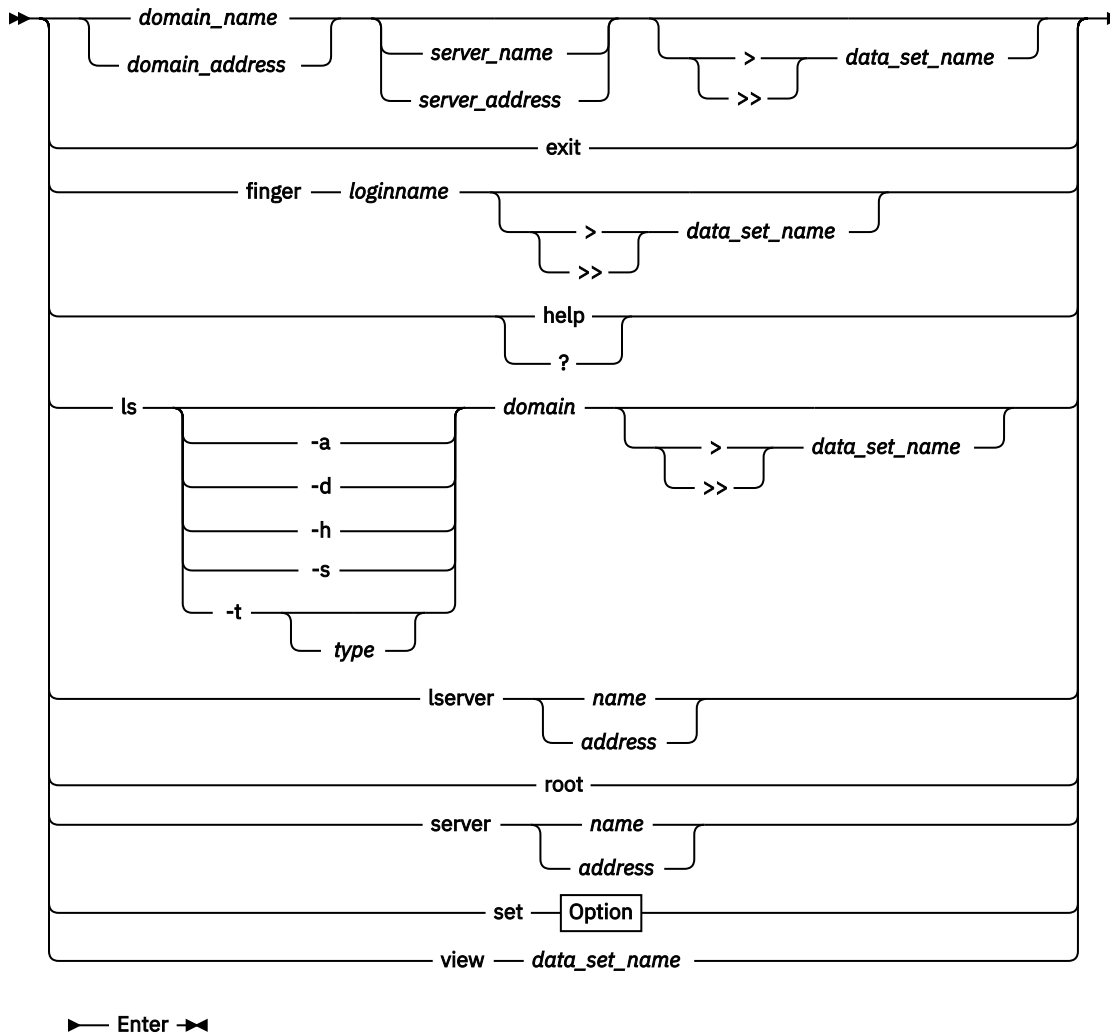 domain_name
domain_address
server_name
server_address
>
>>
data_set_name
exit
finger loginname
>
>>
data_set_name
help
?
ls
-a
-d
-h
-s
-t
type
domain
>
>>
data_set_name
lserver name
address
root
server name
address
set Option
view data_set_name
Enter